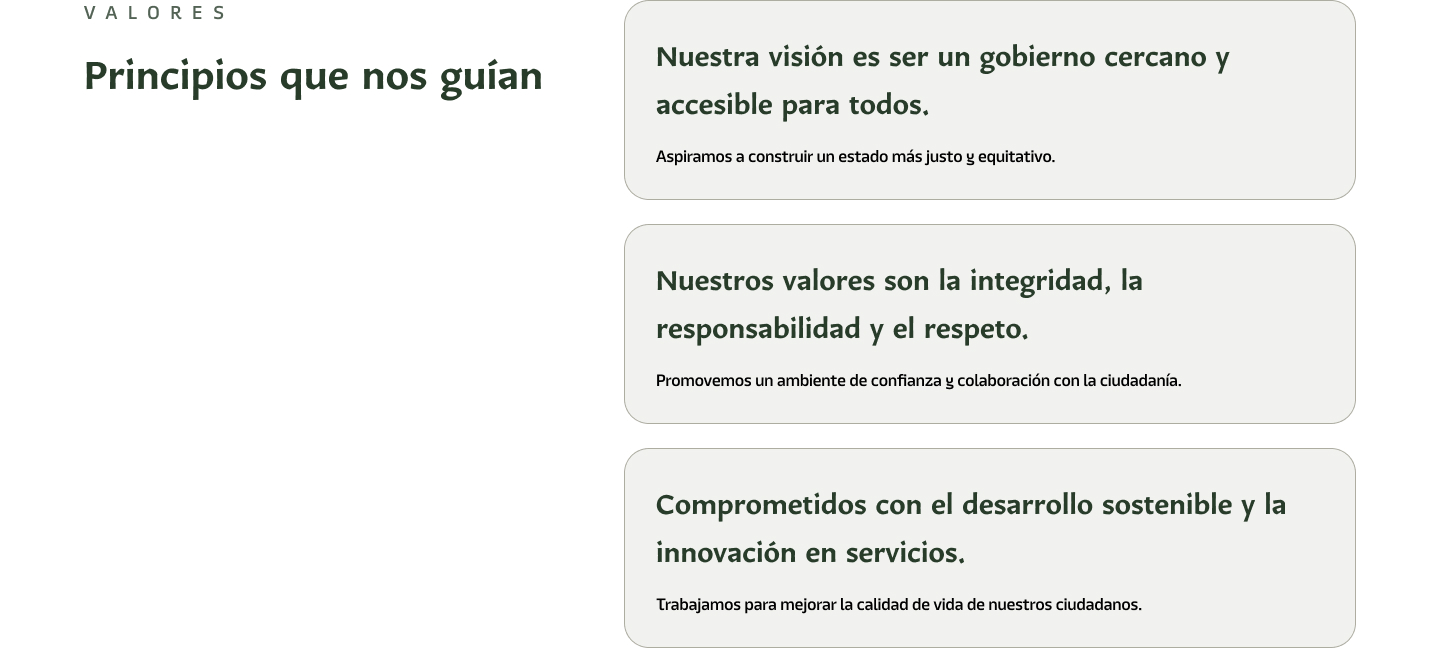 VALORES
Principios que nos guían
Nuestra visión es ser un gobierno cercano y
accesible para todos.
Aspiramos a construir un estado más justo y equitativo.
Nuestros valores son la integridad, la
responsabilidad y el respeto.
Promovemos un ambiente de confianza y colaboración con la ciudadanía.
Comprometidos con el desarrollo sostenible y la
innovación en servicios.
Trabajamos para mejorar la calidad de vida de nuestros ciudadanos.